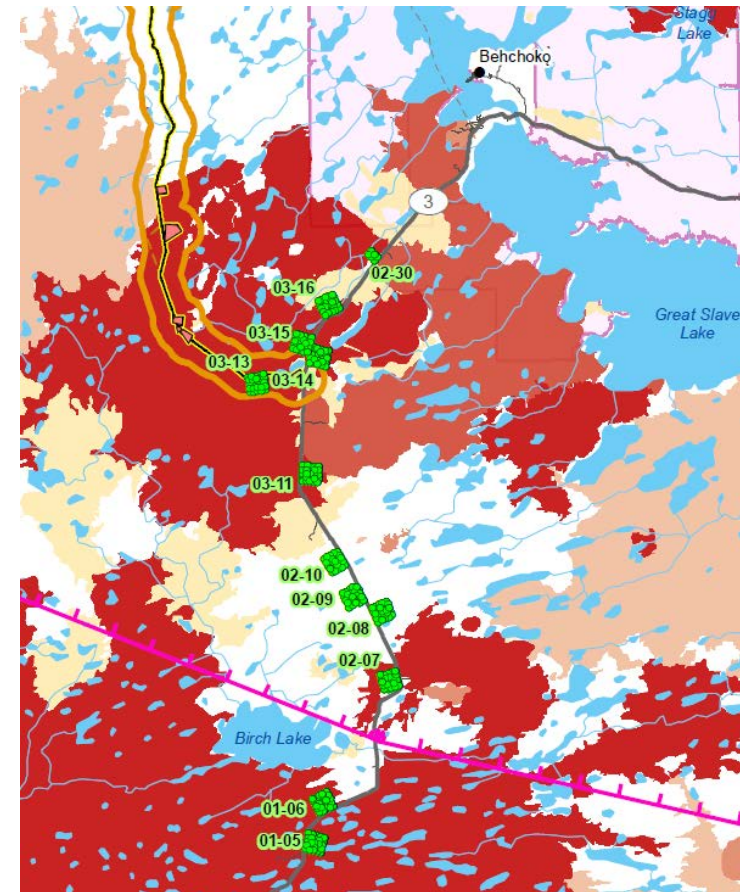 Stagg
Lake
Behchokǫ
3
02-30
03-16
Great Slave
Lake
03-15
03-13
03-14
03-11
02-10
02-09
02-08
02-07
Birch Lake
01-06
01-05